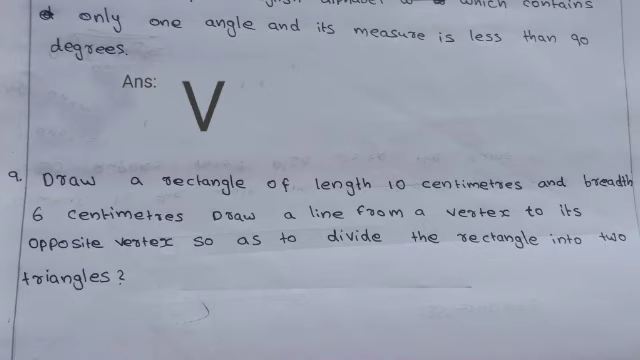 which contains
only one angle and its measure is less than 90
degrees.
Ans: V
9. Draw a rectangle of length 10 centimetres and breadth
6 centimetres Draw a line from a vertex to its
opposite vertex so as to divide the rectangle into two
triangles?